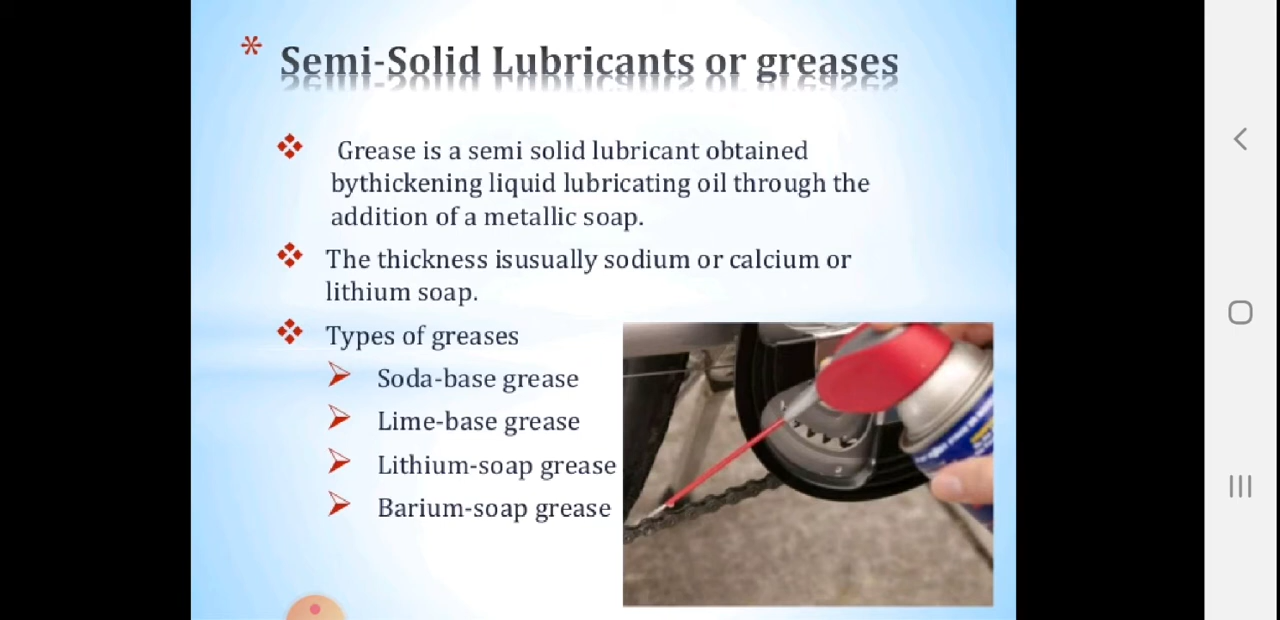 * Semi-Solid Lubricants or greases
Grease is a semi solid lubricant obtained
bythickening liquid lubricating oil through the
addition of a metallic soap.
The thickness isusually sodium or calcium or
lithium soap.
Types of greases
Soda-base grease
Lime-base grease
Lithium-soap grease
Barium-soap grease